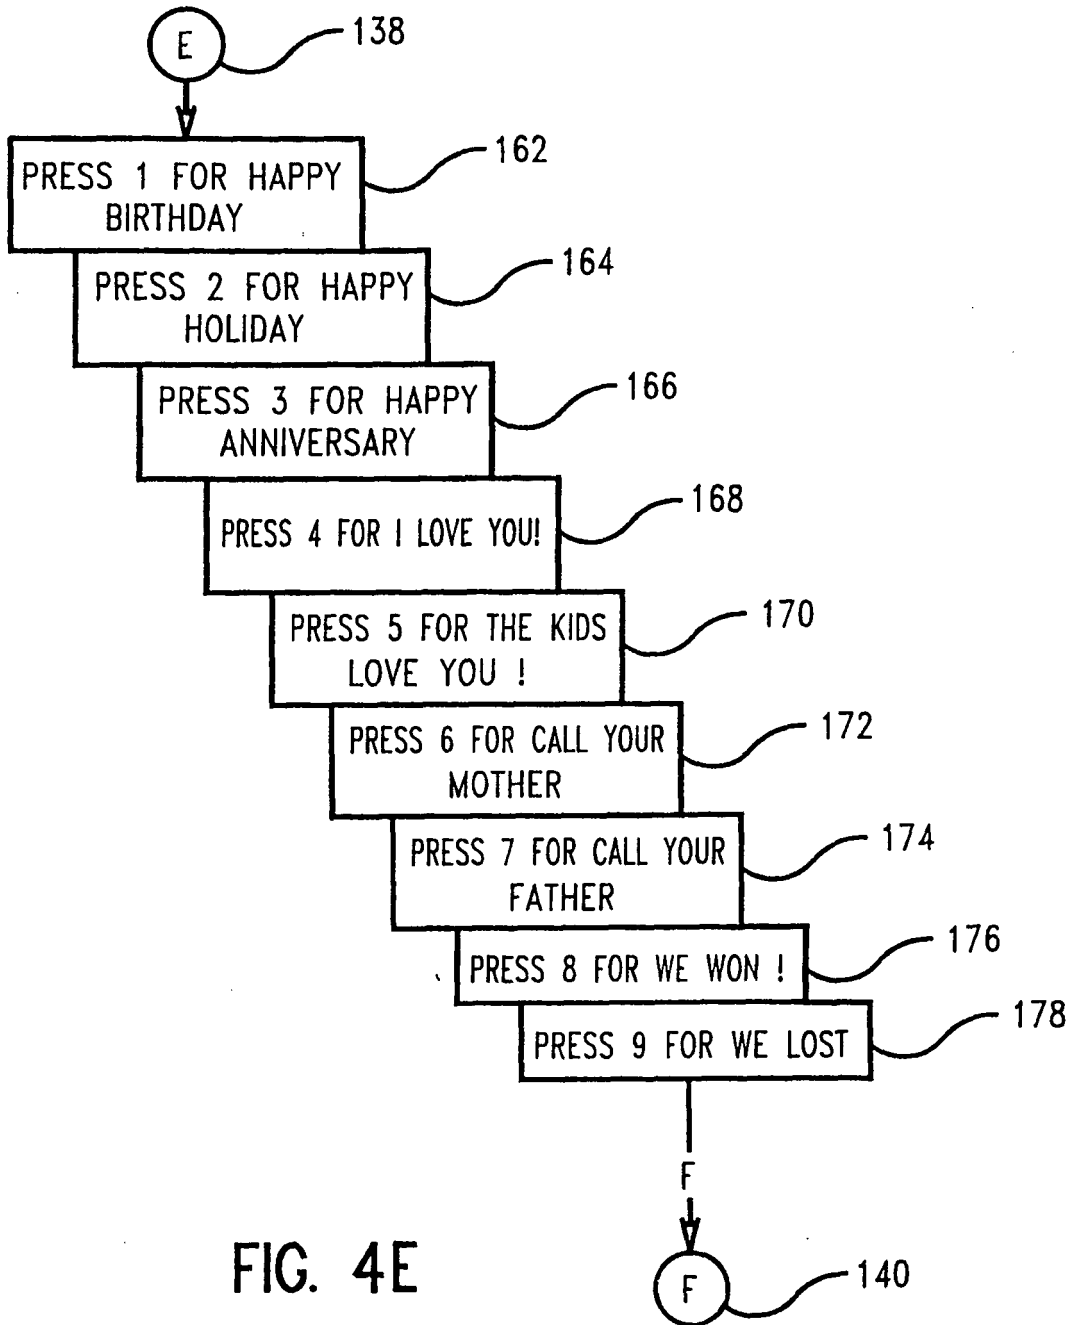 E
138
PRESS 1 FOR HAPPY
BIRTHDAY
162
PRESS 2 FOR HAPPY
HOLIDAY
164
PRESS 3 FOR HAPPY
ANNIVERSARY
166
PRESS 4 FOR I LOVE YOU!
168
PRESS 5 FOR THE KIDS
LOVE YOU !
170
PRESS 6 FOR CALL YOUR
MOTHER
172
PRESS 7 FOR CALL YOUR
FATHER
174
PRESS 8 FOR WE WON !
176
PRESS 9 FOR WE LOST
178
F
F
140
FIG. 4E